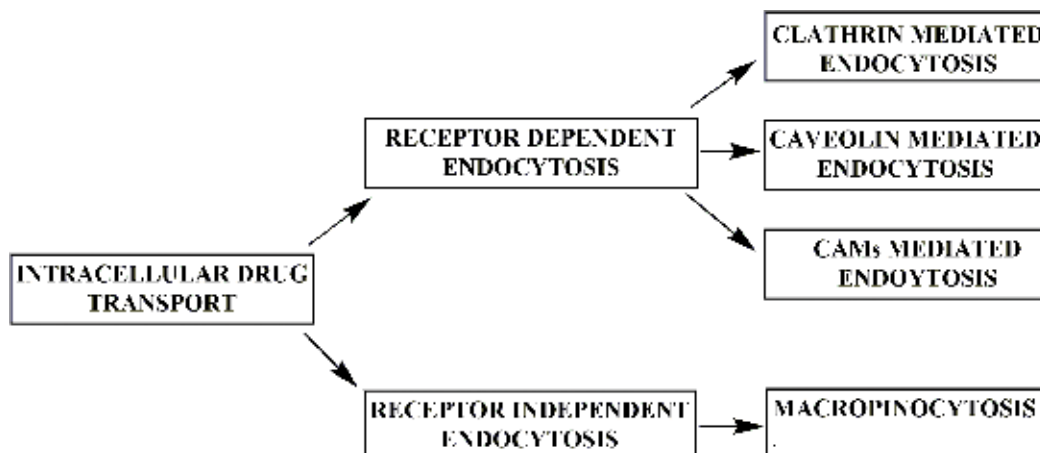 CLATHRIN MEDIATED
ENDOCYTOSIS
RECEPTOR DEPENDENT
ENDOCYTOSIS
CAVEOLIN MEDIATED
ENDOCYTOSIS
CAMs MEDIATED
ENDOYTOSIS
INTRACELLULAR DRUG
TRANSPORT
RECEPTOR INDEPENDENT
ENDOCYTOSIS
MACROPINOCYTOSIS
.